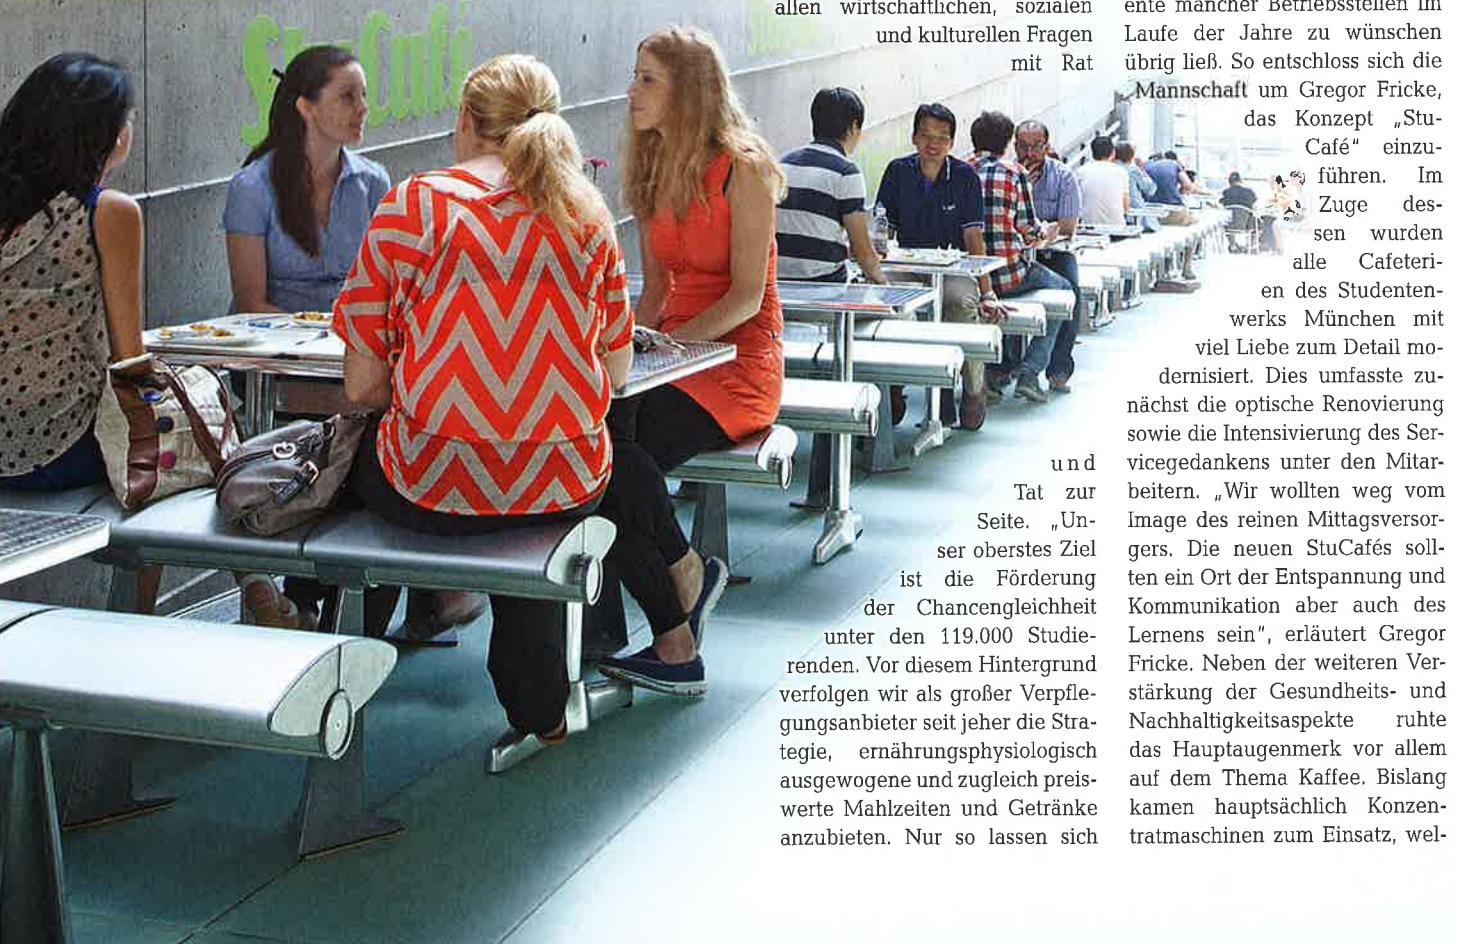 StuCafé
allen wirtschaftlichen, sozialen
und kulturellen Fragen
mit Rat
und
Tat zur
Seite. „Un-
ser oberstes Ziel
ist die Förderung
der Chancengleichheit
unter den 119.000 Studie-
renden. Vor diesem Hintergrund
verfolgen wir als großer Verpfle-
gungsanbieter seit jeher die Stra-
tegie, ernährungsphysiologisch
ausgewogene und zugleich preis-
werte Mahlzeiten und Getränke
anzubieten. Nur so lassen sich
ente mancher Betriebsstellen im
Laufe der Jahre zu wünschen
übrig ließ. So entschloss sich die
Mannschaft um Gregor Fricke,
das Konzept „Stu-
Café" einzu-
führen. Im
Zuge des-
sen wurden
alle Cafeteri-
en des Studenten-
werks München mit
viel Liebe zum Detail mo-
dernisiert. Dies umfasste zu-
nächst die optische Renovierung
sowie die Intensivierung des Ser-
vicegedankens unter den Mitar-
beitern. „Wir wollten weg vom
Image des reinen Mittagsversor-
gers. Die neuen StuCafés soll-
ten ein Ort der Entspannung und
Kommunikation aber auch des
Lernens sein", erläutert Gregor
Fricke. Neben der weiteren Ver-
stärkung der Gesundheits- und
Nachhaltigkeitsaspekte ruhte
das Hauptaugenmerk vor allem
auf dem Thema Kaffee. Bislang
kamen hauptsächlich Konzen-
tratmaschinen zum Einsatz, wel-